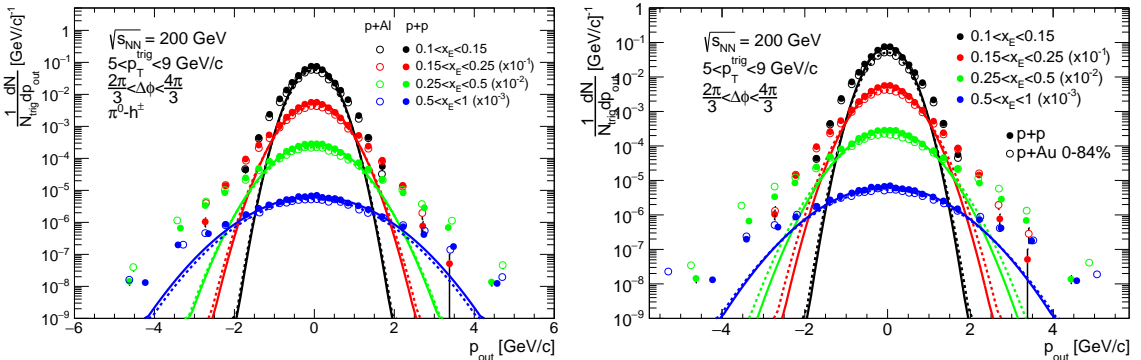 p+Al p+p
√s_NN = 200 GeV
5<p_T^trig<9 GeV/c
2π/3<Δϕ<4π/3
π⁰-h±
0.1<x_E<0.15
0.15<x_E<0.25 (x10⁻¹)
0.25<x_E<0.5 (x10⁻²)
0.5<x_E<1 (x10⁻³)
1/N_trig dN/dp_out [GeV/c]⁻¹
1
10⁻¹
10⁻²
10⁻³
10⁻⁴
10⁻⁵
10⁻⁶
10⁻⁷
10⁻⁸
10⁻⁹
−6 −4 −2 0 2 4 6
p_out [GeV/c]
√s_NN = 200 GeV
5<p_T^trig<9 GeV/c
2π/3<Δϕ<4π/3
0.1<x_E<0.15
0.15<x_E<0.25 (x10⁻¹)
0.25<x_E<0.5 (x10⁻²)
0.5<x_E<1 (x10⁻³)
p+p
p+Au 0-84%
1/N_trig dN/dp_out [GeV/c]⁻¹
1
10⁻¹
10⁻²
10⁻³
10⁻⁴
10⁻⁵
10⁻⁶
10⁻⁷
10⁻⁸
10⁻⁹
−4 −2 0 2 4
p_out [GeV/c]